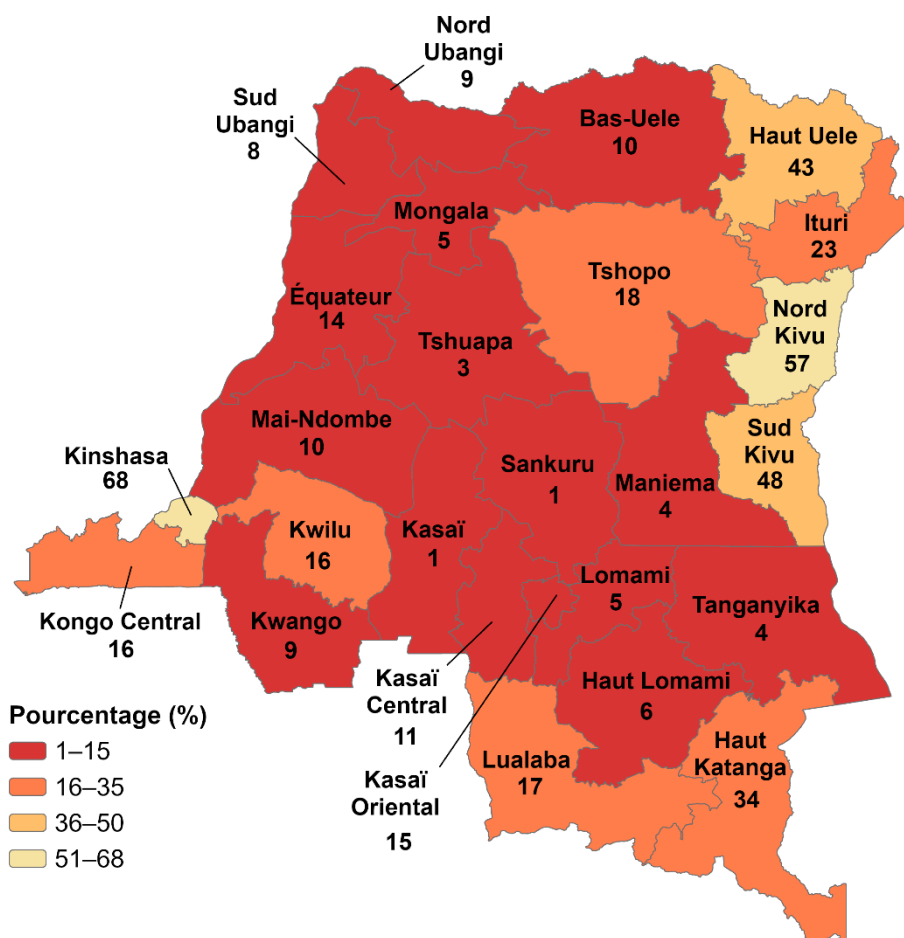 Nord
Ubangi
9
Sud
Ubangi
8
Bas-Uele
10
Haut Uele
43
Mongala
5
Ituri
23
Tshopo
18
Équateur
14
Nord
Kivu
57
Tshuapa
3
Mai-Ndombe
10
Sud
Kivu
48
Kinshasa
68
Sankuru
1
Maniema
4
Kwilu
16
Kasaï
1
Lomami
5
Tanganyika
4
Kongo Central
16
Kwango
9
Kasaï
Central
11
Haut Lomami
6
Pourcentage (%)
1–15
16–35
36–50
51–68
Lualaba
17
Haut
Katanga
34
Kasaï
Oriental
15